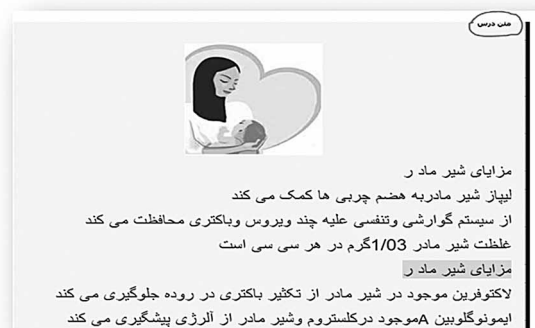 متن درس
مزایای شیر ماد ر
لیپاز شیر مادربه هضم چربی ها کمک می کند
از سیستم گوارشی وتنفسی علیه چند ویروس وباکتری محافظت می کند
غلظت شیر مادر 1/03گرم در هر سی سی است
مزایای شیر ماد ر
لاکتوفرین موجود در شیر مادر از تکثیر باکتری در روده جلوگیری می کند
ایمونوگلوبین Aموجود درکلستروم وشیر مادر از آلرژی پیشگیری می کند